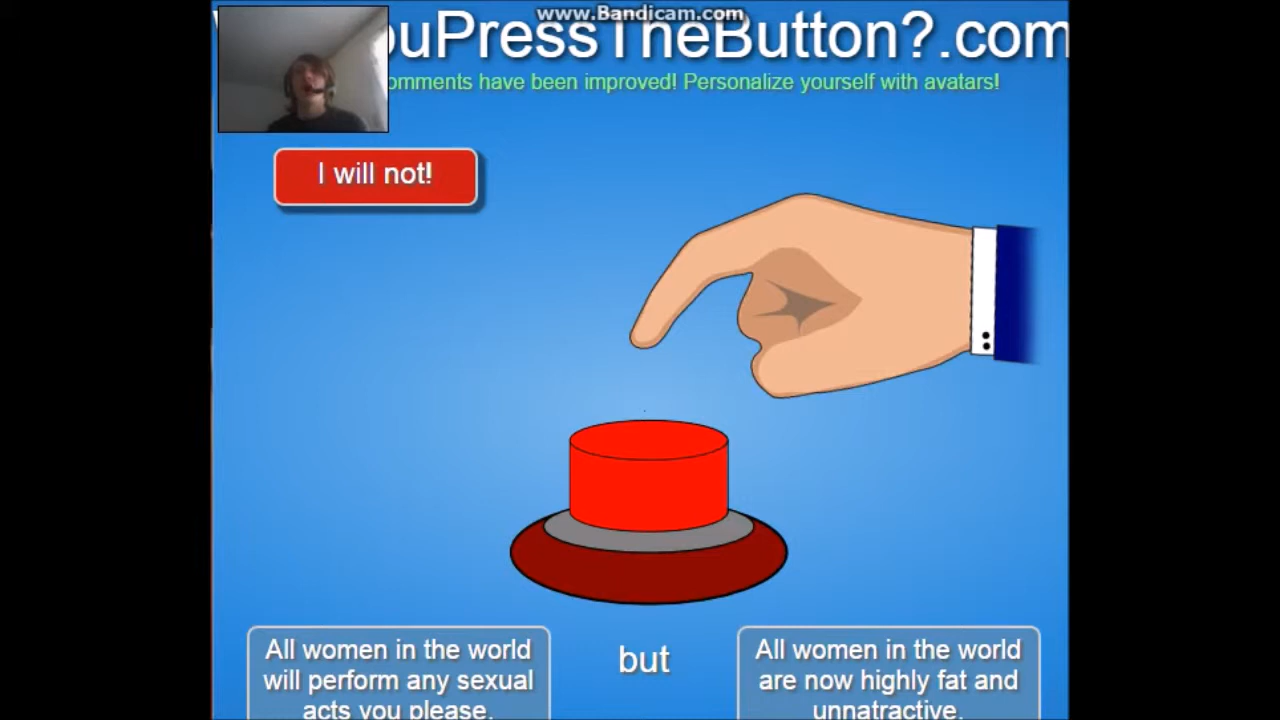 www.Bandicam.com
ouPressTheButton?.com
omments have been improved! Personalize yourself with avatars!
I will not!
All women in the world
will perform any sexual
acts you please.
but
All women in the world
are now highly fat and
unnatractive.